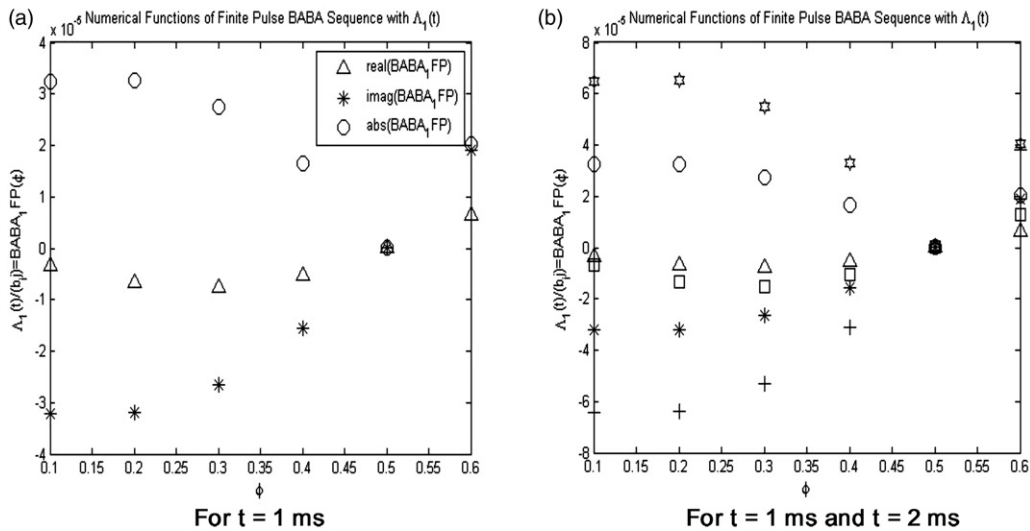 (a)
Numerical Functions of Finite Pulse BABA Sequence with Λ₁(t)
x 10⁻⁵
4
3
2
1
0
-1
-2
-3
-4
Λ₁(t)/(bᵢⱼ)=BABA₁FP(¢)
real(BABA₁FP)
imag(BABA₁FP)
abs(BABA₁FP)
0.1 0.15 0.2 0.25 0.3 0.35 0.4 0.45 0.5 0.55 0.6
ϕ
For t = 1 ms
(b)
x 10⁻⁵ Numerical Functions of Finite Pulse BABA Sequence with Λ₁(t)
8
6
4
2
0
-2
-4
-6
-8
Λ₁(t)/(bᵢⱼ)=BABA₁FP(¢)
0.1 0.15 0.2 0.25 0.3 0.35 0.4 0.45 0.5 0.55 0.6
ϕ
For t = 1 ms and t = 2 ms